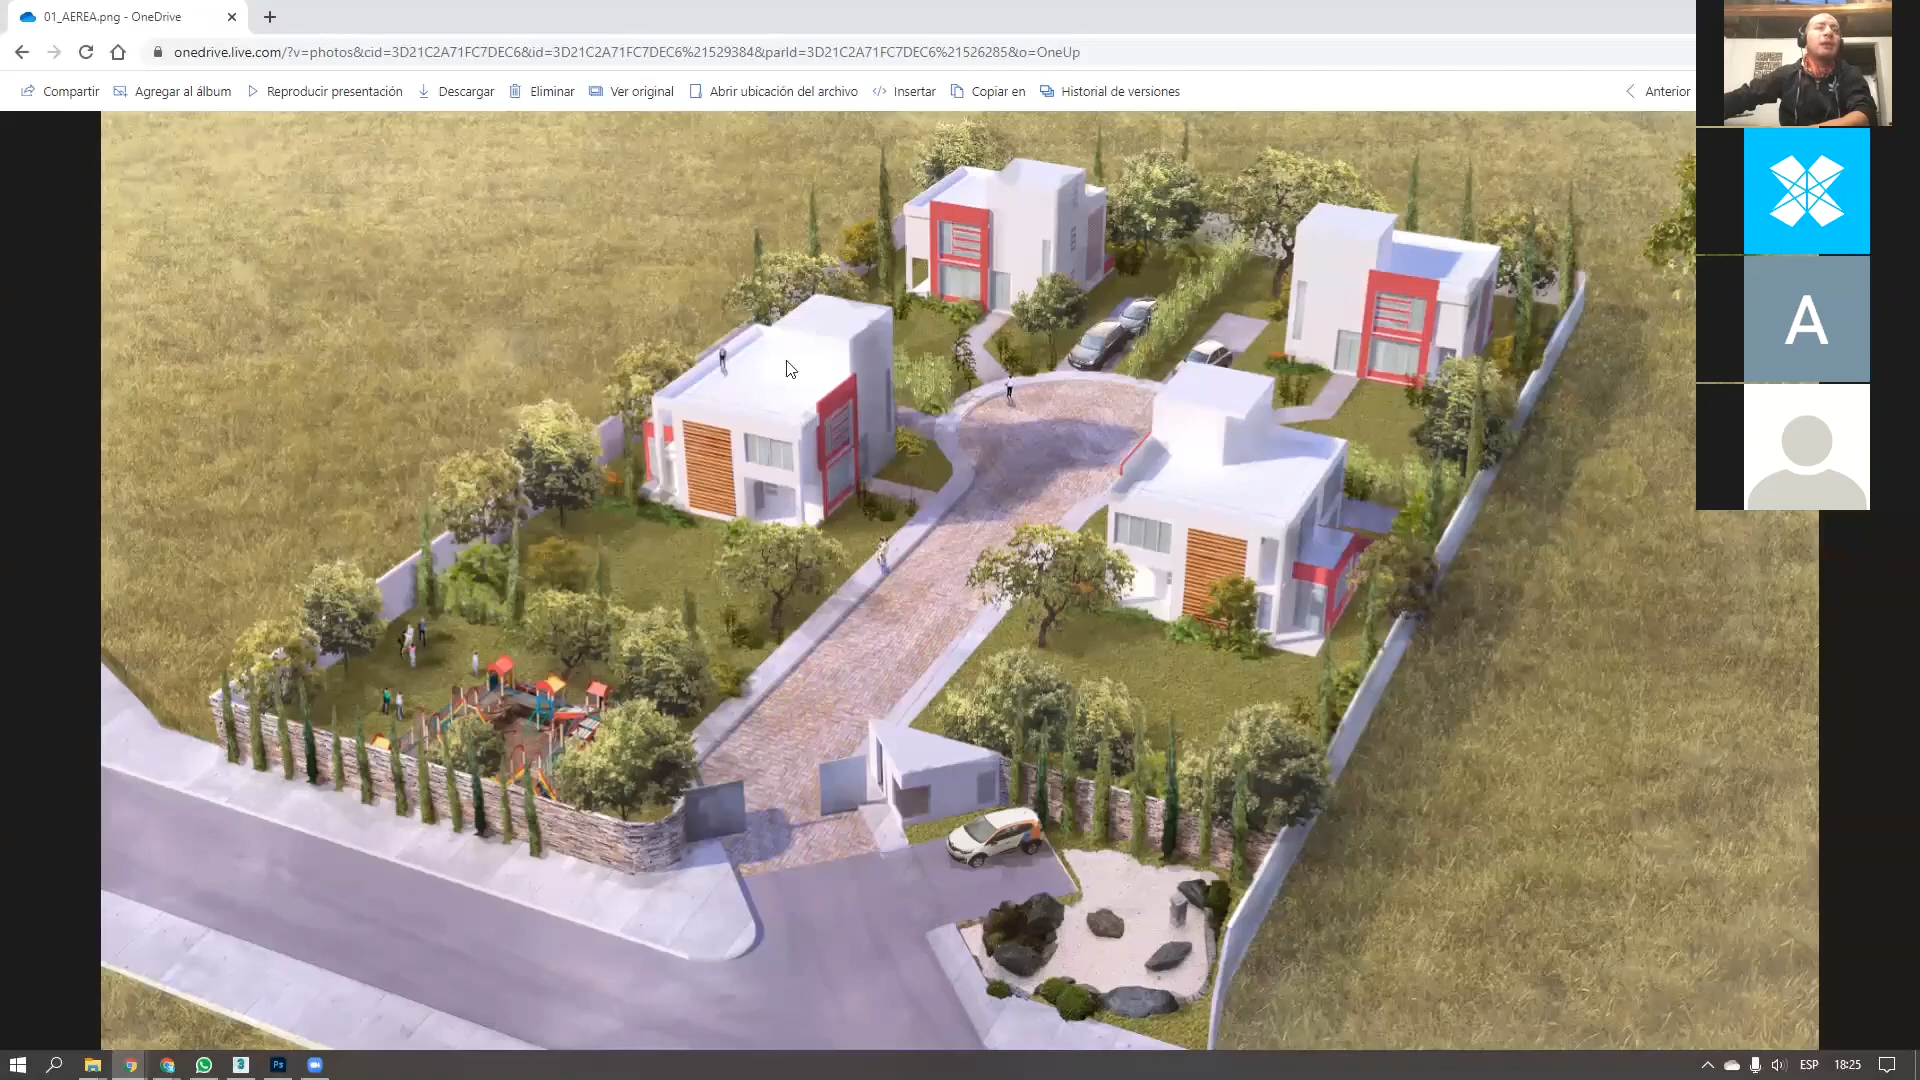 01_AEREA.png - OneDrive
onedrive.live.com/?v=photos&cid=3D21C2A71FC7DEC6&id=3D21C2A71FC7DEC6%21529384&parId=3D21C2A71FC7DEC6%21526285&o=OneUp
Compartir Agregar al álbum Reproducir presentación Descargar Eliminar Ver original Abrir ubicación del archivo Insertar Copiar en Historial de versiones Anterior
A
3 Ps ESP 18:25